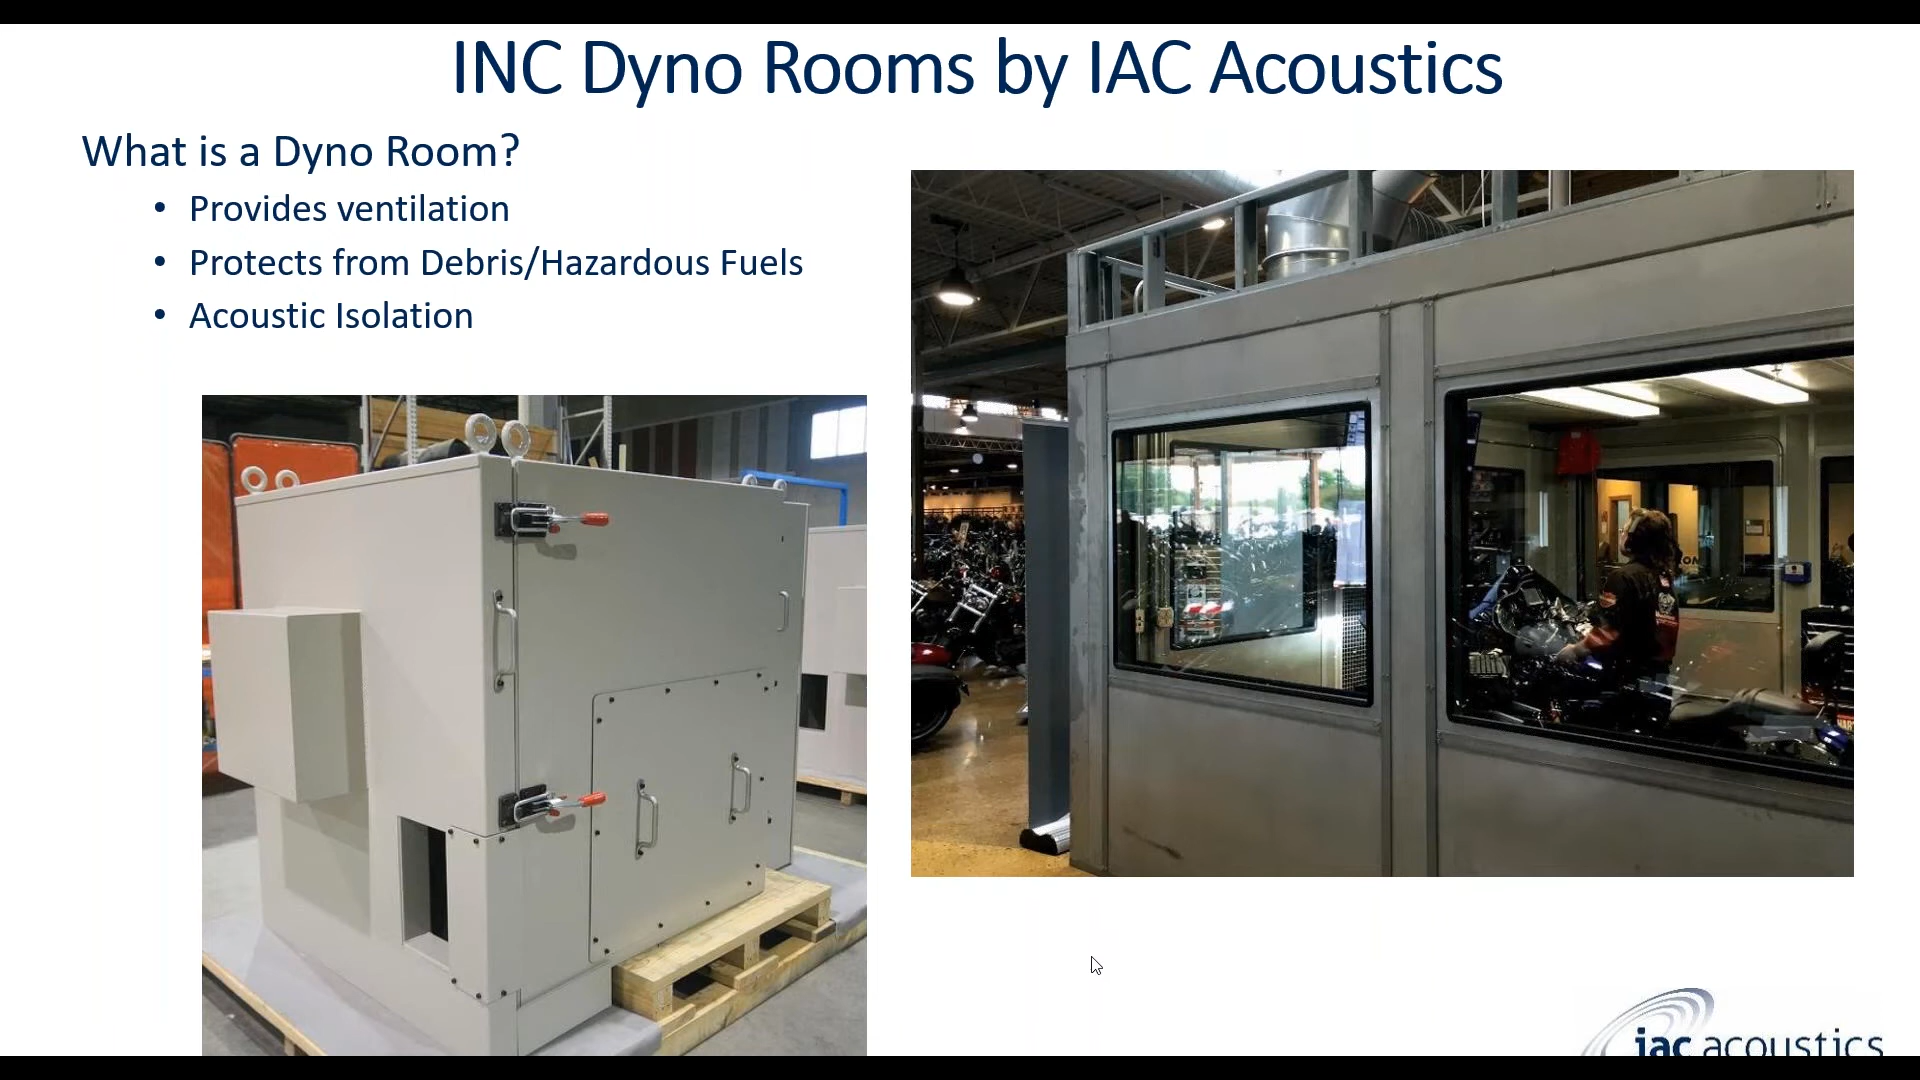 INC Dyno Rooms by IAC Acoustics
What is a Dyno Room?
• Provides ventilation
• Protects from Debris/Hazardous Fuels
• Acoustic Isolation
iac acoustics